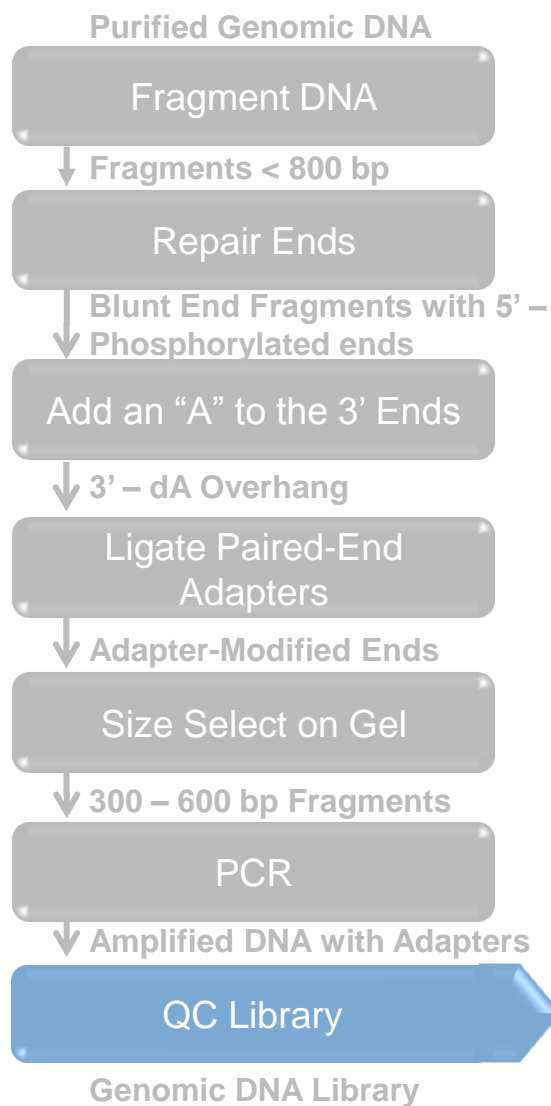 Purified Genomic DNA
Fragment DNA
Fragments < 800 bp
Repair Ends
Blunt End Fragments with 5’ –
Phosphorylated ends
Add an “A” to the 3’ Ends
3’ – dA Overhang
Ligate Paired-End
Adapters
Adapter-Modified Ends
Size Select on Gel
300 – 600 bp Fragments
PCR
Amplified DNA with Adapters
QC Library
Genomic DNA Library